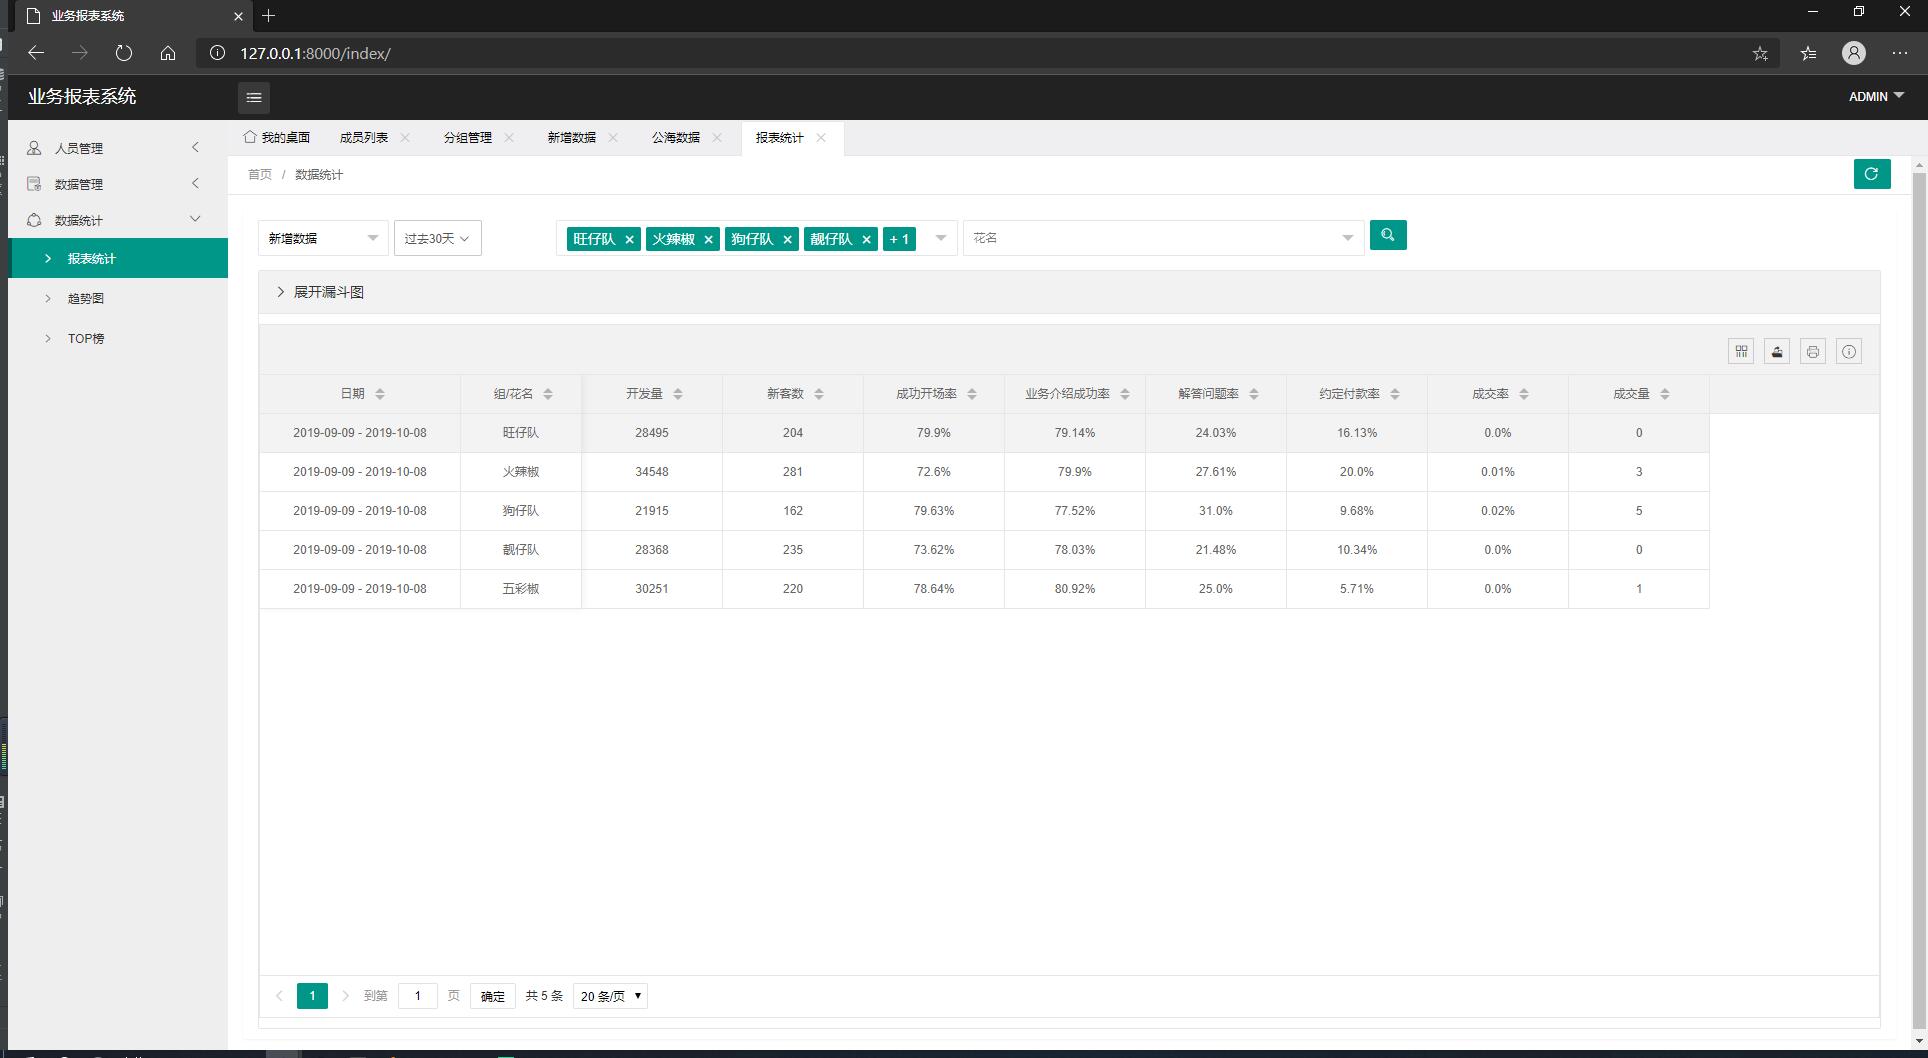 业务报表系统
127.0.0.1:8000/index/
业务报表系统
ADMIN
人员管理
数据管理
数据统计
报表统计
趋势图
TOP榜
我的桌面 成员列表 分组管理 新增数据 公海数据 报表统计
首页 / 数据统计
新增数据 过去30天 旺仔队 火辣椒 狗仔队 靓仔队 + 1 花名
展开漏斗图
日期 组/花名 开发量 新客数 成功开场率 业务介绍成功率 解答问题率 约定付款率 成交率 成交量
2019-09-09 - 2019-10-08 旺仔队 28495 204 79.9% 79.14% 24.03% 16.13% 0.0% 0
2019-09-09 - 2019-10-08 火辣椒 34548 281 72.6% 79.9% 27.61% 20.0% 0.01% 3
2019-09-09 - 2019-10-08 狗仔队 21915 162 79.63% 77.52% 31.0% 9.68% 0.02% 5
2019-09-09 - 2019-10-08 靓仔队 28368 235 73.62% 78.03% 21.48% 10.34% 0.0% 0
2019-09-09 - 2019-10-08 五彩椒 30251 220 78.64% 80.92% 25.0% 5.71% 0.0% 1
1 到第 1 页 确定 共 5 条 20 条/页